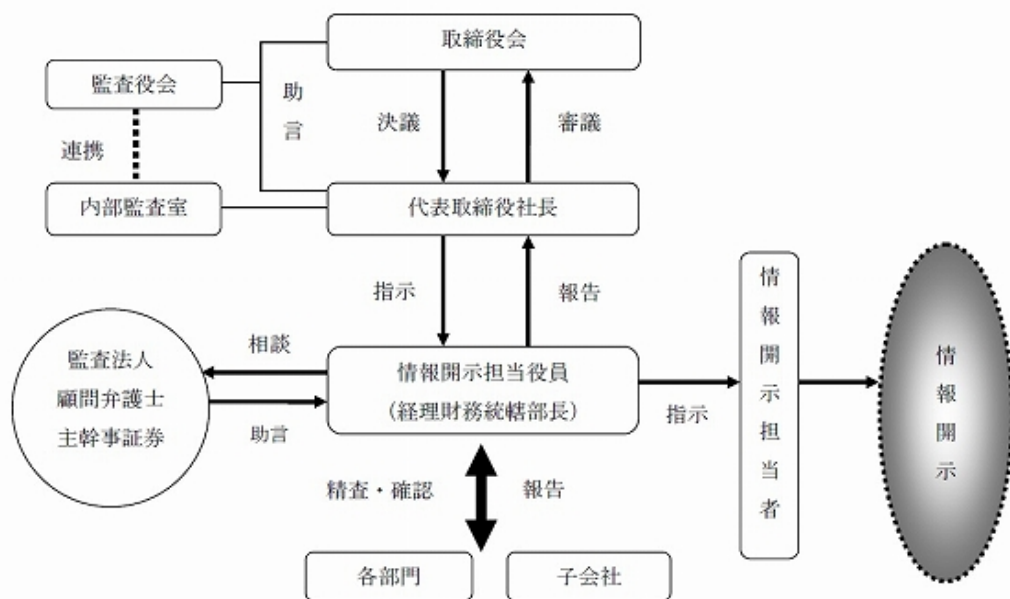 取締役会
監査役会
助言
決議
審議
連携
内部監査室
代表取締役社長
指示
報告
監査法人
顧問弁護士
主幹事証券
相談
助言
情報開示担当役員
（経理財務統轄部長）
指示
情報開示担当者
情報開示
精査・確認
報告
各部門
子会社